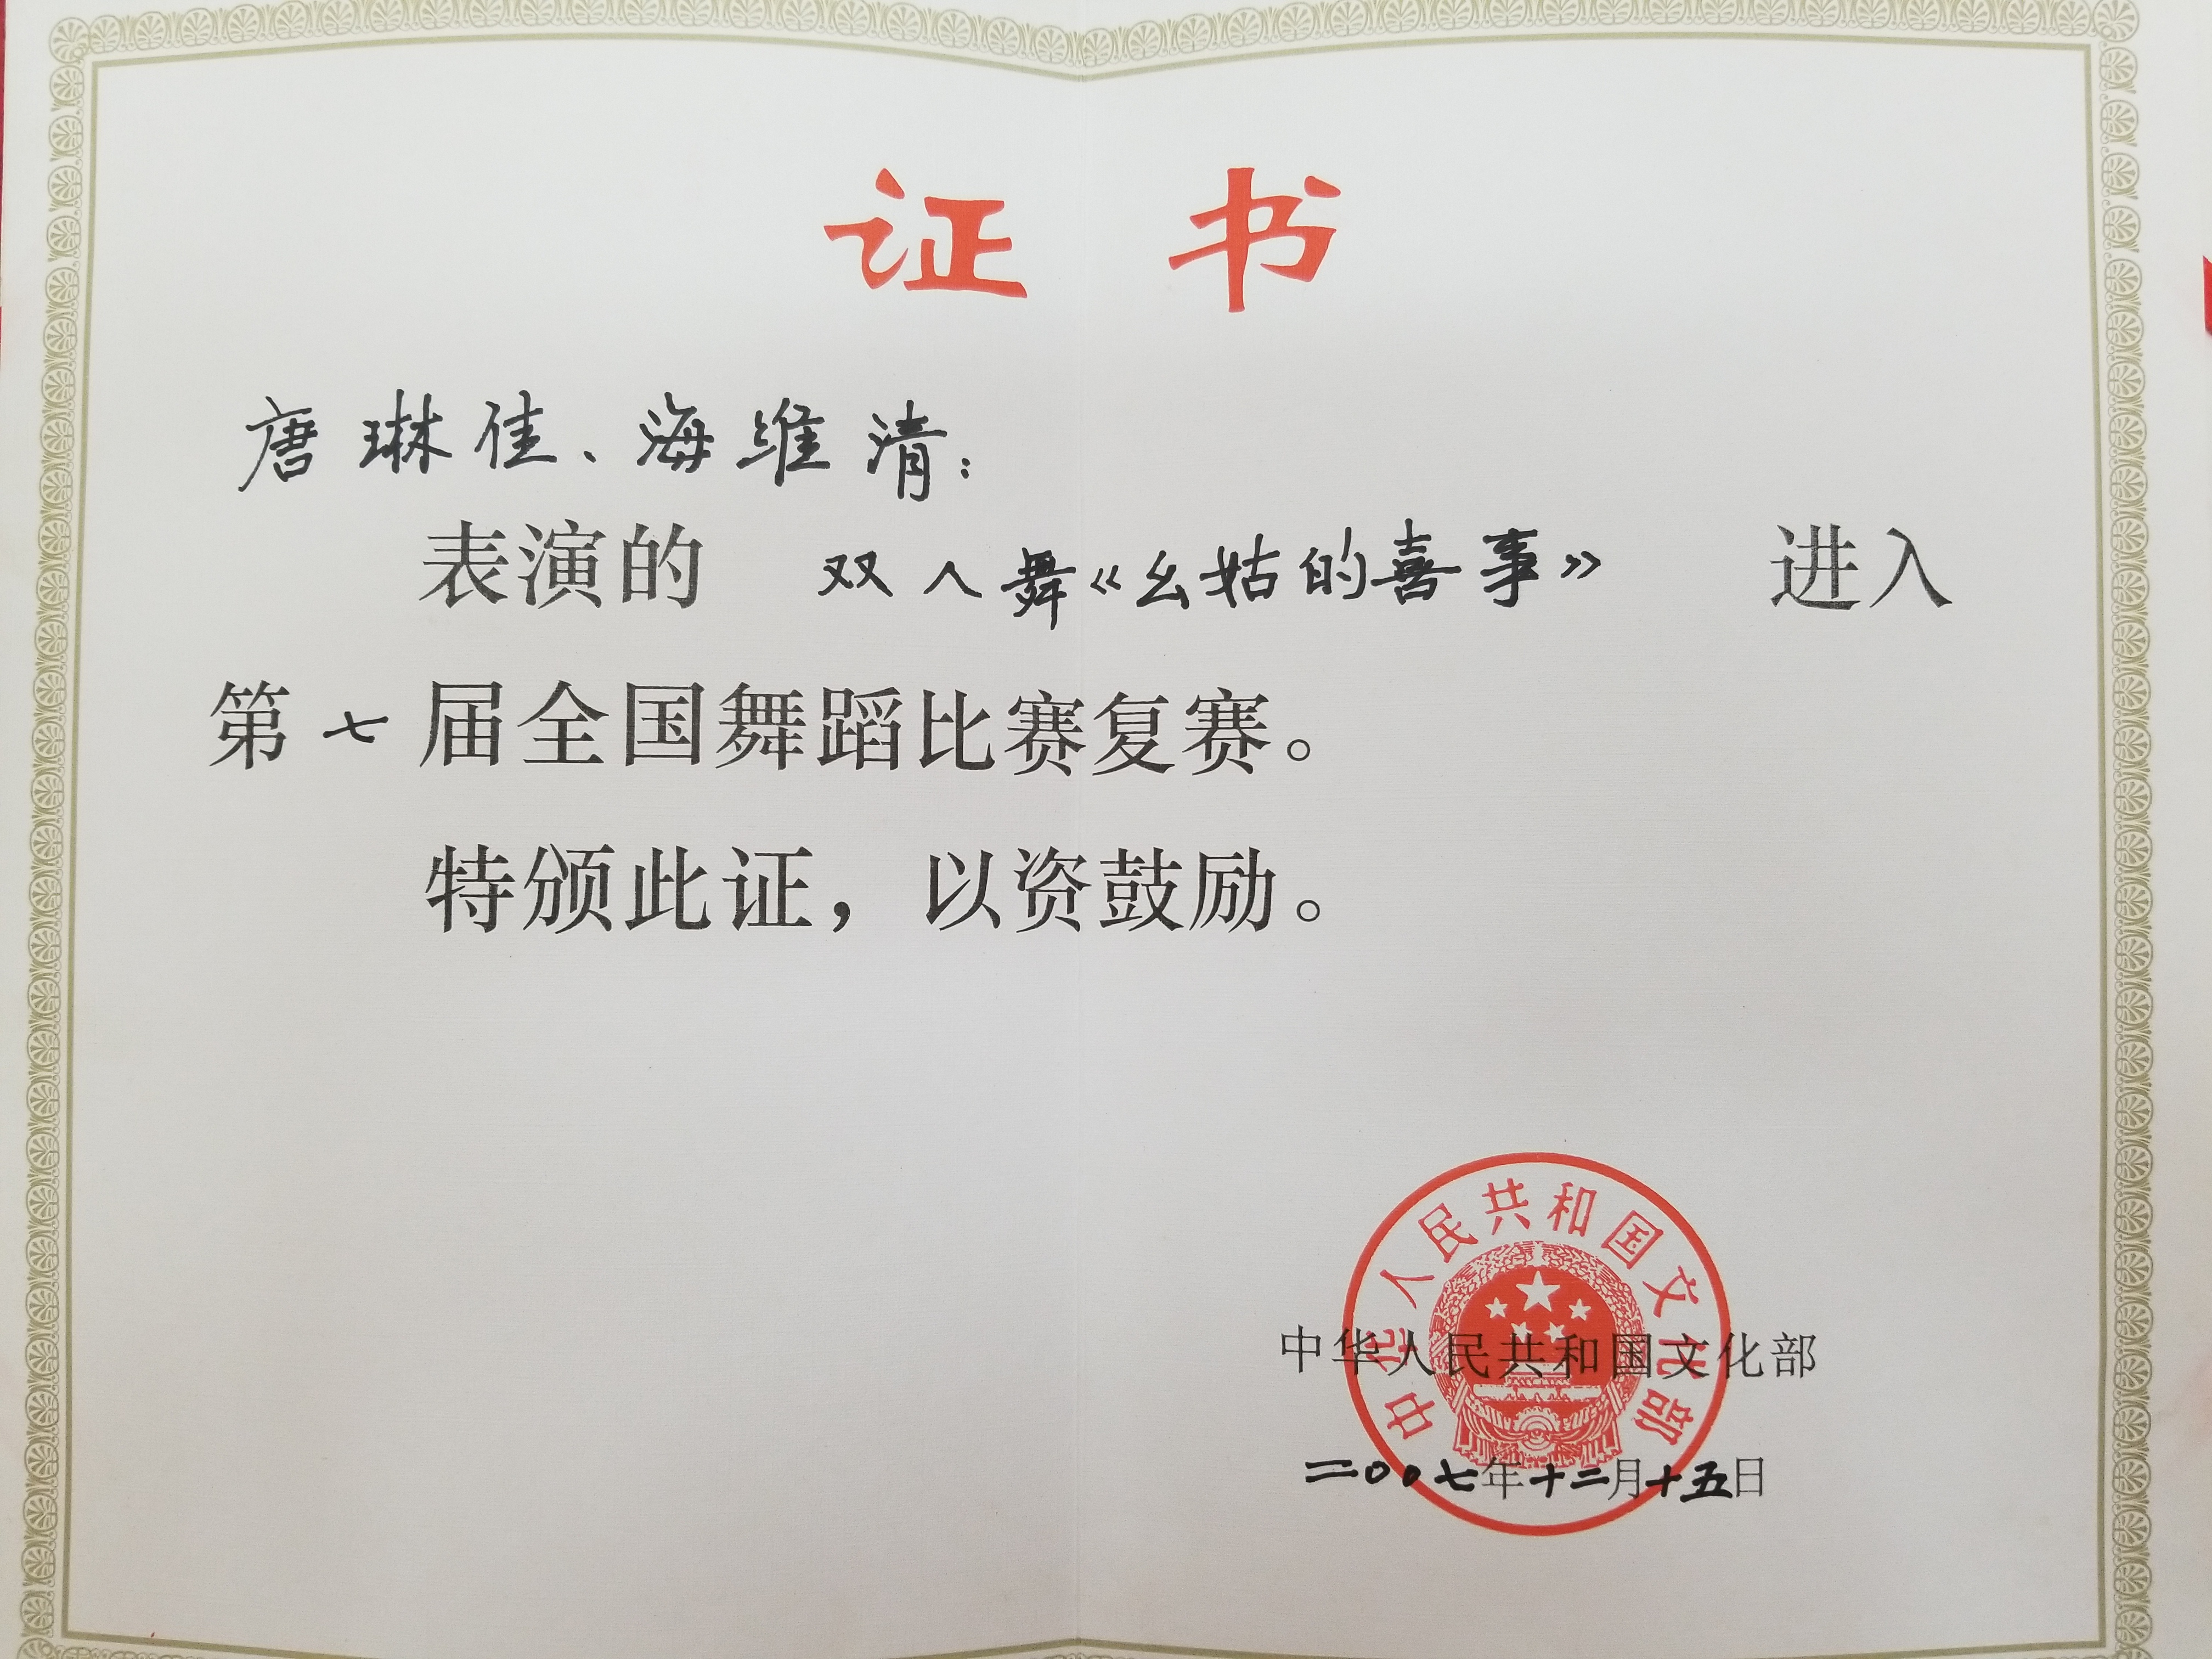 证书
唐琳佳、海维清：
表演的 双人舞《幺姑的喜事》 进入
第七届全国舞蹈比赛复赛。
特颁此证，以资鼓励。
中华人民共和国文化部
中华人民共和国文化部
二〇〇七年十二月十五日